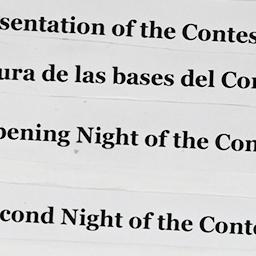 sentation of the Contes
ura de las bases del Con
pening Night of the Con
cond Night of the Conte